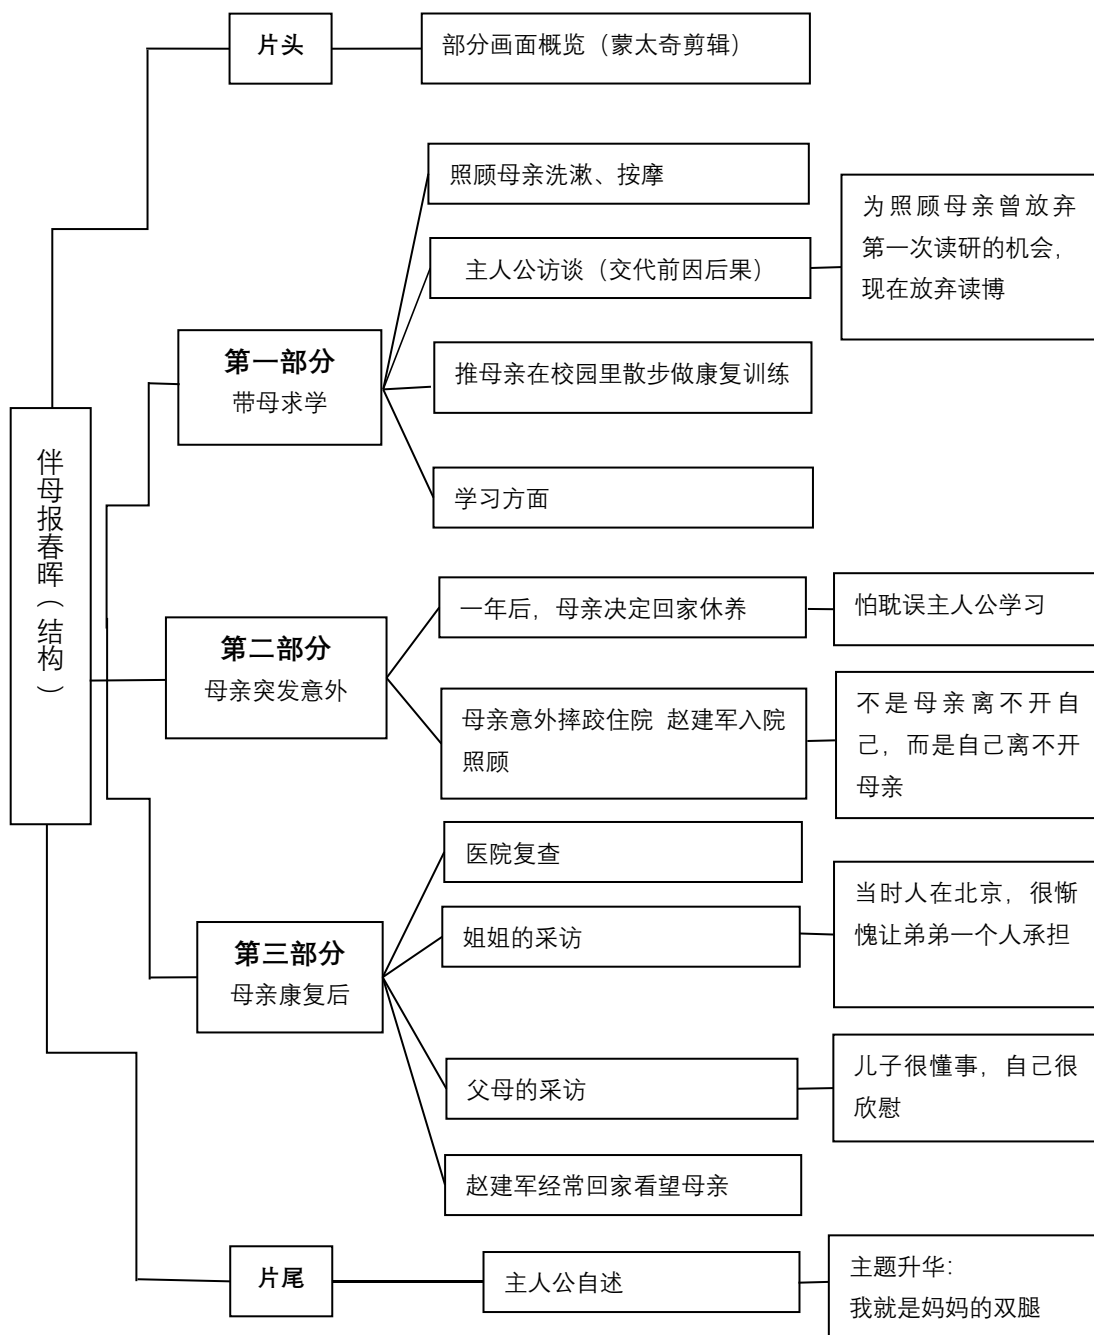 片头
部分画面概览（蒙太奇剪辑）
照顾母亲洗漱、按摩
主人公访谈（交代前因后果）
为照顾母亲曾放弃
第一次读研的机会，
现在放弃读博
第一部分
带母求学
推母亲在校园里散步做康复训练
学习方面
伴母报春晖（结构）
一年后，母亲决定回家休养
怕耽误主人公学习
第二部分
母亲突发意外
母亲意外摔跤住院 赵建军入院
照顾
不是母亲离不开自
己，而是自己离不开
母亲
医院复查
第三部分
母亲康复后
姐姐的采访
当时人在北京，很惭
愧让弟弟一个人承担
父母的采访
儿子很懂事，自己很
欣慰
赵建军经常回家看望母亲
片尾
主人公自述
主题升华：
我就是妈妈的双腿